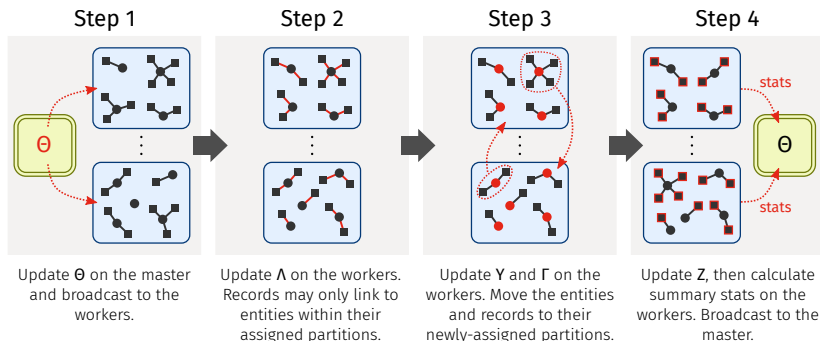 Step 1
Step 2
Step 3
Step 4
Θ
⋮
⋮
⋮
⋮
stats
Θ
stats
Update Θ on the master
and broadcast to the
workers.
Update Λ on the workers.
Records may only link to
entities within their
assigned partitions.
Update Y and Γ on the
workers. Move the entities
and records to their
newly-assigned partitions.
Update Z, then calculate
summary stats on the
workers. Broadcast to the
master.